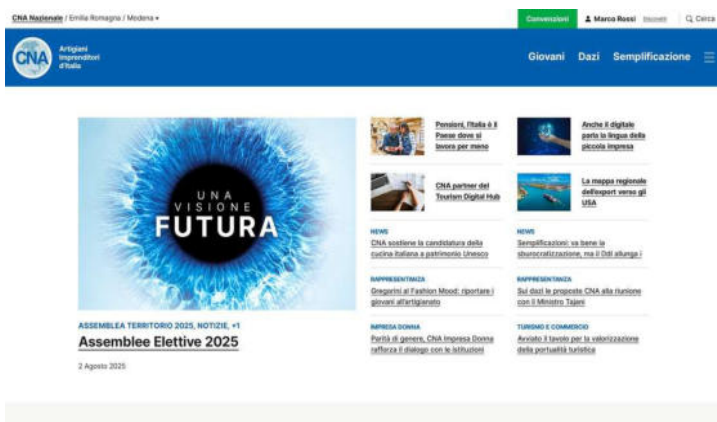 CNA Nazionale / Emilia Romagna / Modena
Convenzioni
Marco Rossi
Cerca
CNA
Artigiani
Imprenditori
d'Italia
Giovani Dazi Semplificazione
UNA
VISIONE
FUTURA
ASSEMBLEA TERRITORIO 2025, NOTIZIE, +1
Assemblee Elettive 2025
2 Agosto 2025
Pensioni, l'Italia è il
Paese dove si
lavora per meno
Anche il digitale
parla la lingua della
piccola impresa
CNA partner del
Tourism Digital Hub
La mappa regionale
dell'export verso gli
USA
NEWS
CNA sostiene la candidatura della
cucina italiana a patrimonio Unesco
NEWS
Semplificazioni: va bene la
sburocratizzazione, ma il Ddl allunga i
RAPPRESENTANZA
Gregorini al Fashion Mood: riportare i
giovani all'artigianato
RAPPRESENTANZA
Sui dazi le proposte CNA alla riunione
con il Ministro Tajani
IMPRESA DONNA
Parità di genere, CNA Impresa Donna
rafforza il dialogo con le istituzioni
TURISMO E COMMERCIO
Avviato il tavolo per la valorizzazione
della portualità turistica